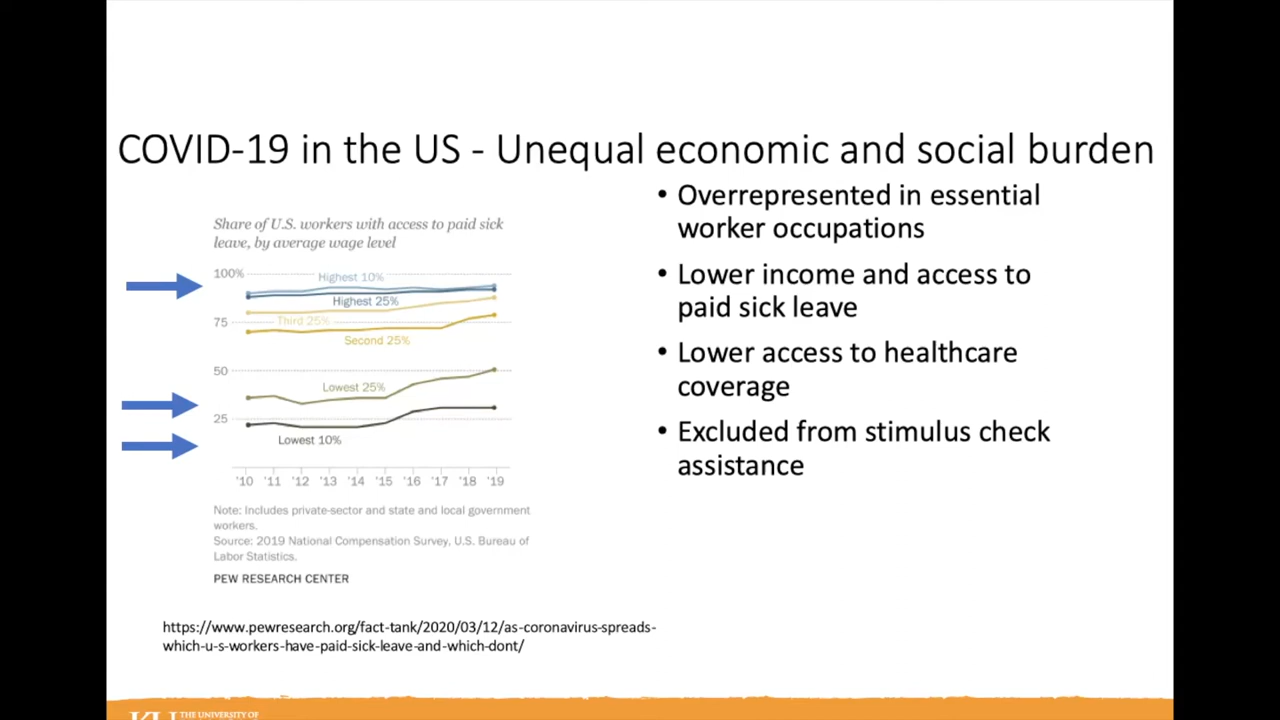 COVID-19 in the US - Unequal economic and social burden
Share of U.S. workers with access to paid sick
leave, by average wage level
100%
Highest 10%
Highest 25%
75
Third 25%
Second 25%
50
Lowest 25%
25
Lowest 10%
'10 '11 '12 '13 '14 '15 '16 '17 '18 '19
Note: Includes private-sector and state and local government
workers.
Source: 2019 National Compensation Survey, U.S. Bureau of
Labor Statistics.
PEW RESEARCH CENTER
https://www.pewresearch.org/fact-tank/2020/03/12/as-coronavirus-spreads-
which-u-s-workers-have-paid-sick-leave-and-which-dont/
• Overrepresented in essential
worker occupations
• Lower income and access to
paid sick leave
• Lower access to healthcare
coverage
• Excluded from stimulus check
assistance
THE UNIVERSITY OF